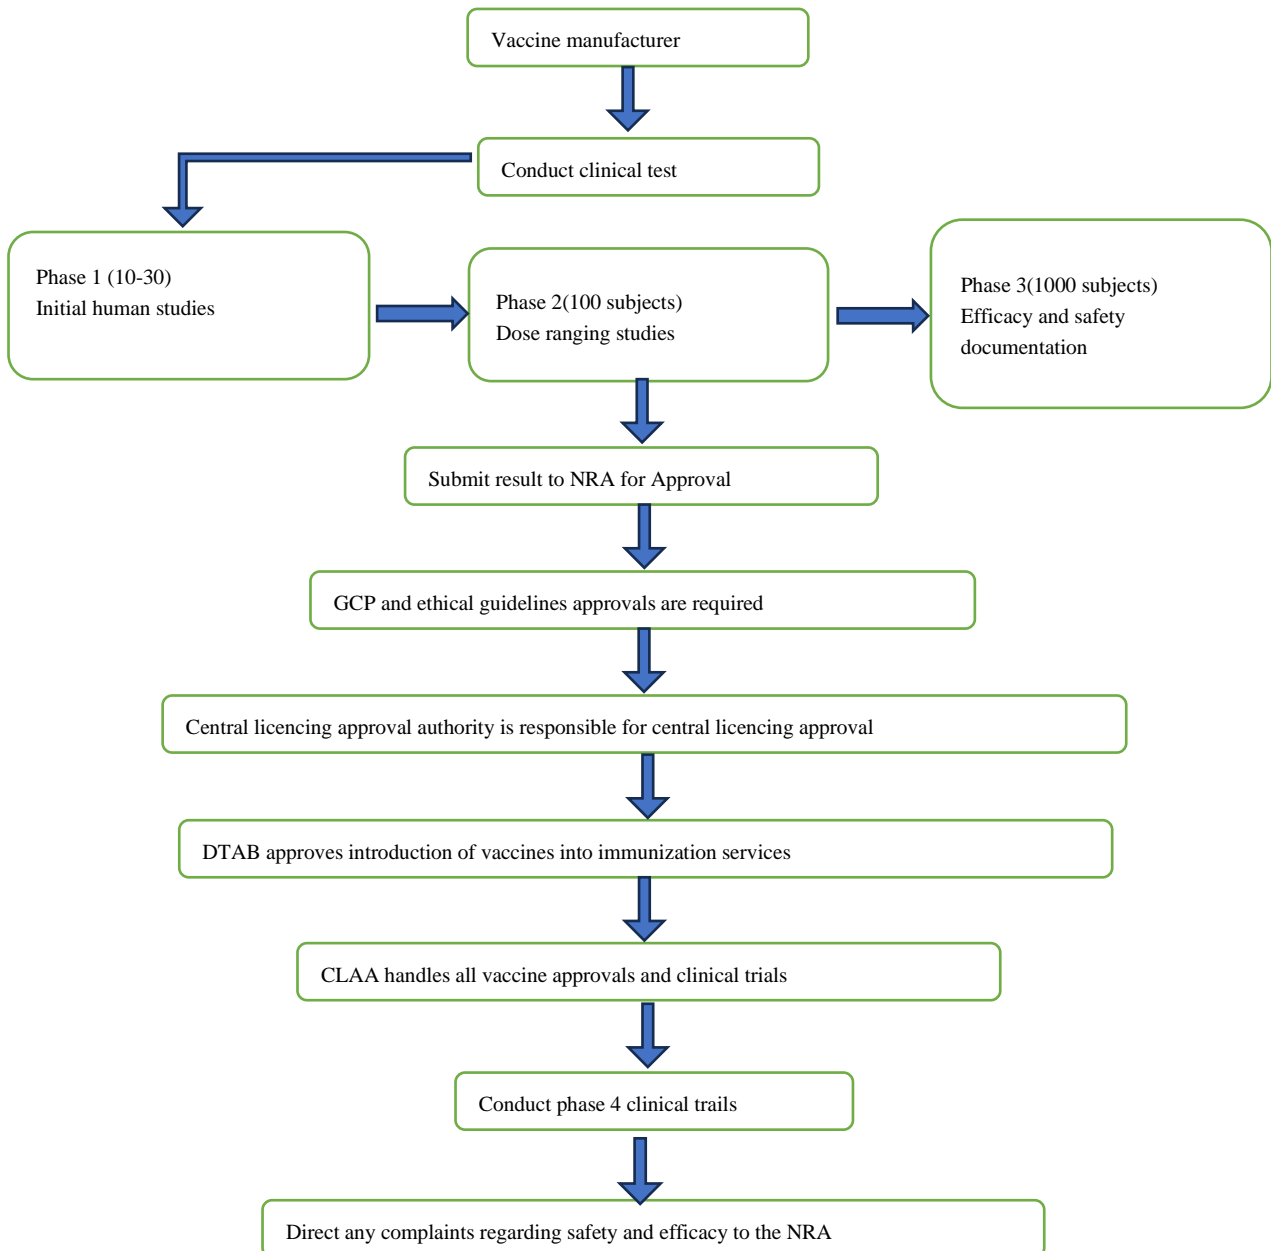 Vaccine manufacturer
Conduct clinical test
Phase 1 (10-30)
Initial human studies
Phase 2(100 subjects)
Dose ranging studies
Phase 3(1000 subjects)
Efficacy and safety
documentation
Submit result to NRA for Approval
GCP and ethical guidelines approvals are required
Central licencing approval authority is responsible for central licencing approval
DTAB approves introduction of vaccines into immunization services
CLAA handles all vaccine approvals and clinical trials
Conduct phase 4 clinical trails
Direct any complaints regarding safety and efficacy to the NRA